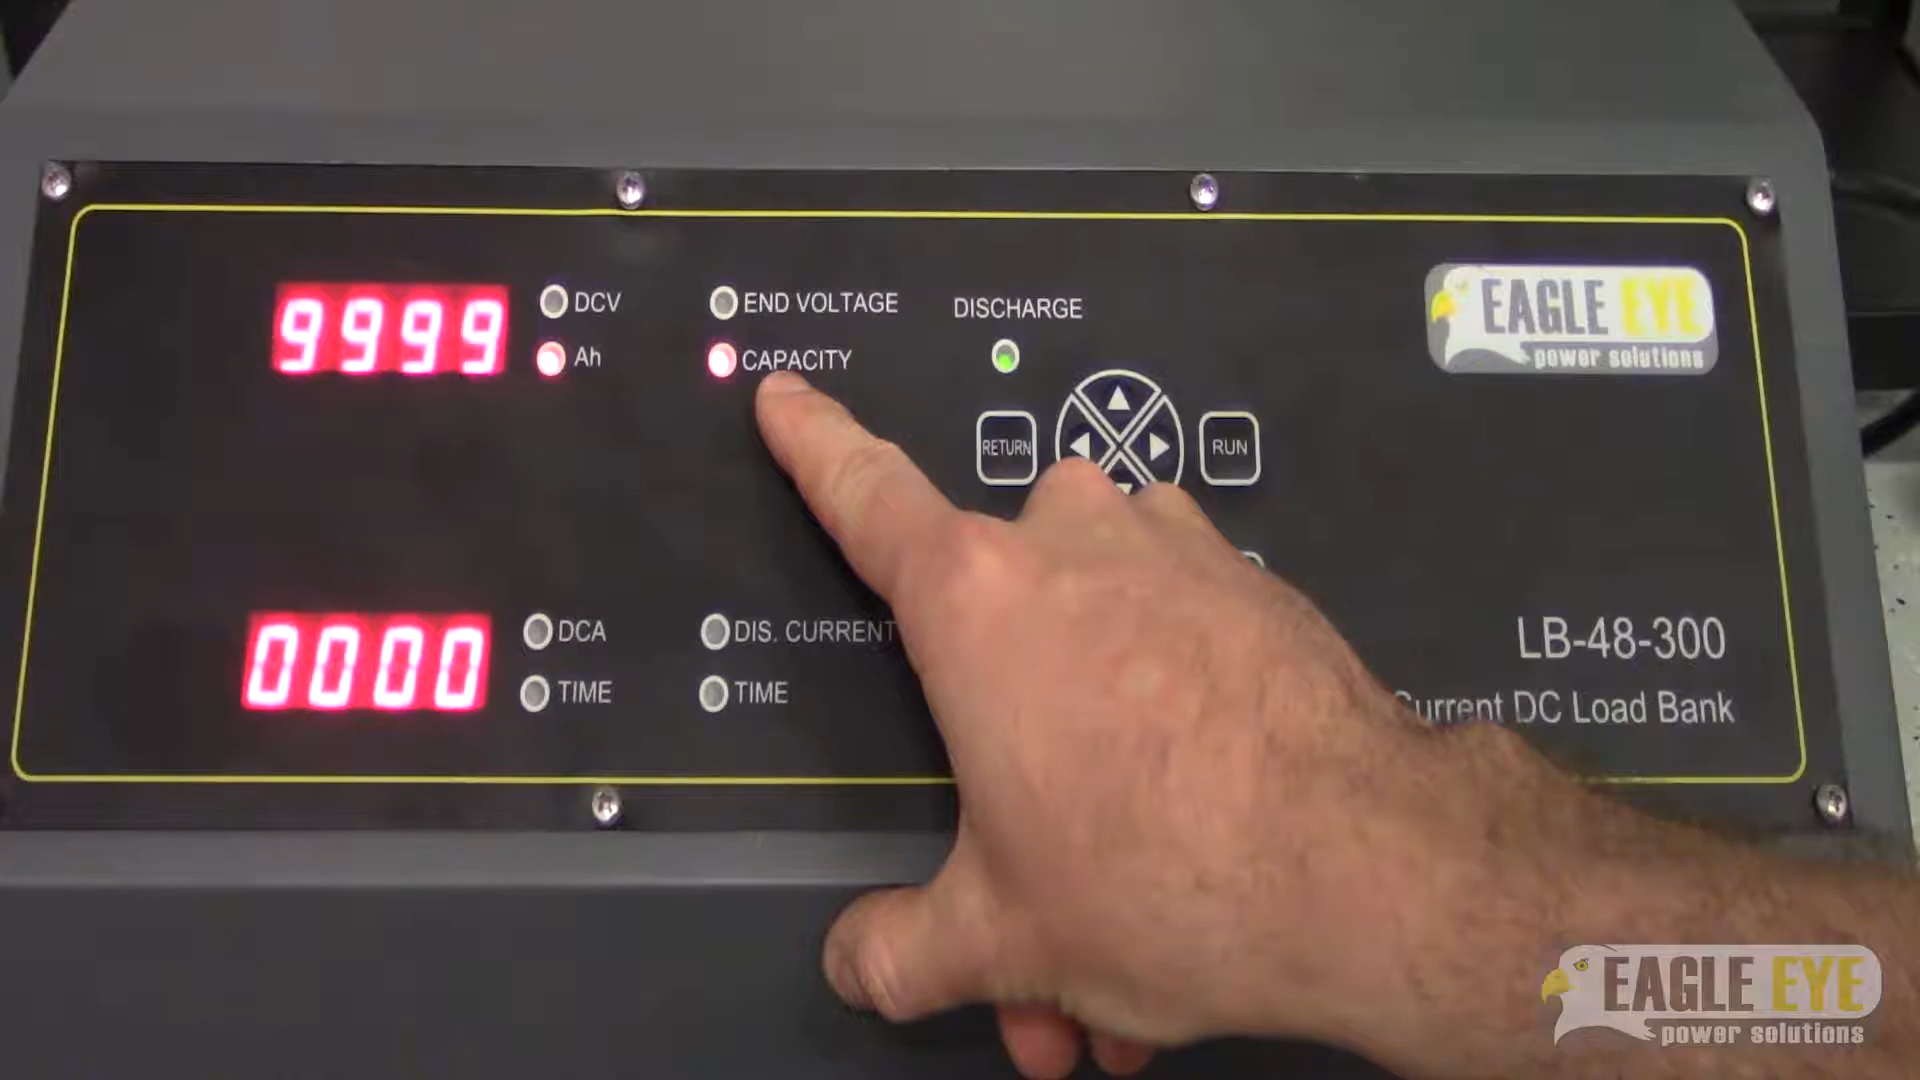 9999
DCV
END VOLTAGE
DISCHARGE
Ah
CAPACITY
EAGLE EYE
power solutions
RETURN
RUN
0000
DCA
DIS. CURRENT
TIME
TIME
LB-48-300
Current DC Load Bank
EAGLE EYE
power solutions